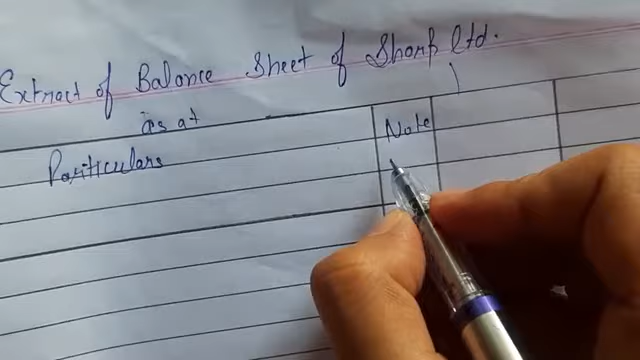 Extract of Balance Sheet of Sharp Ltd.
as at
Particulars
Note